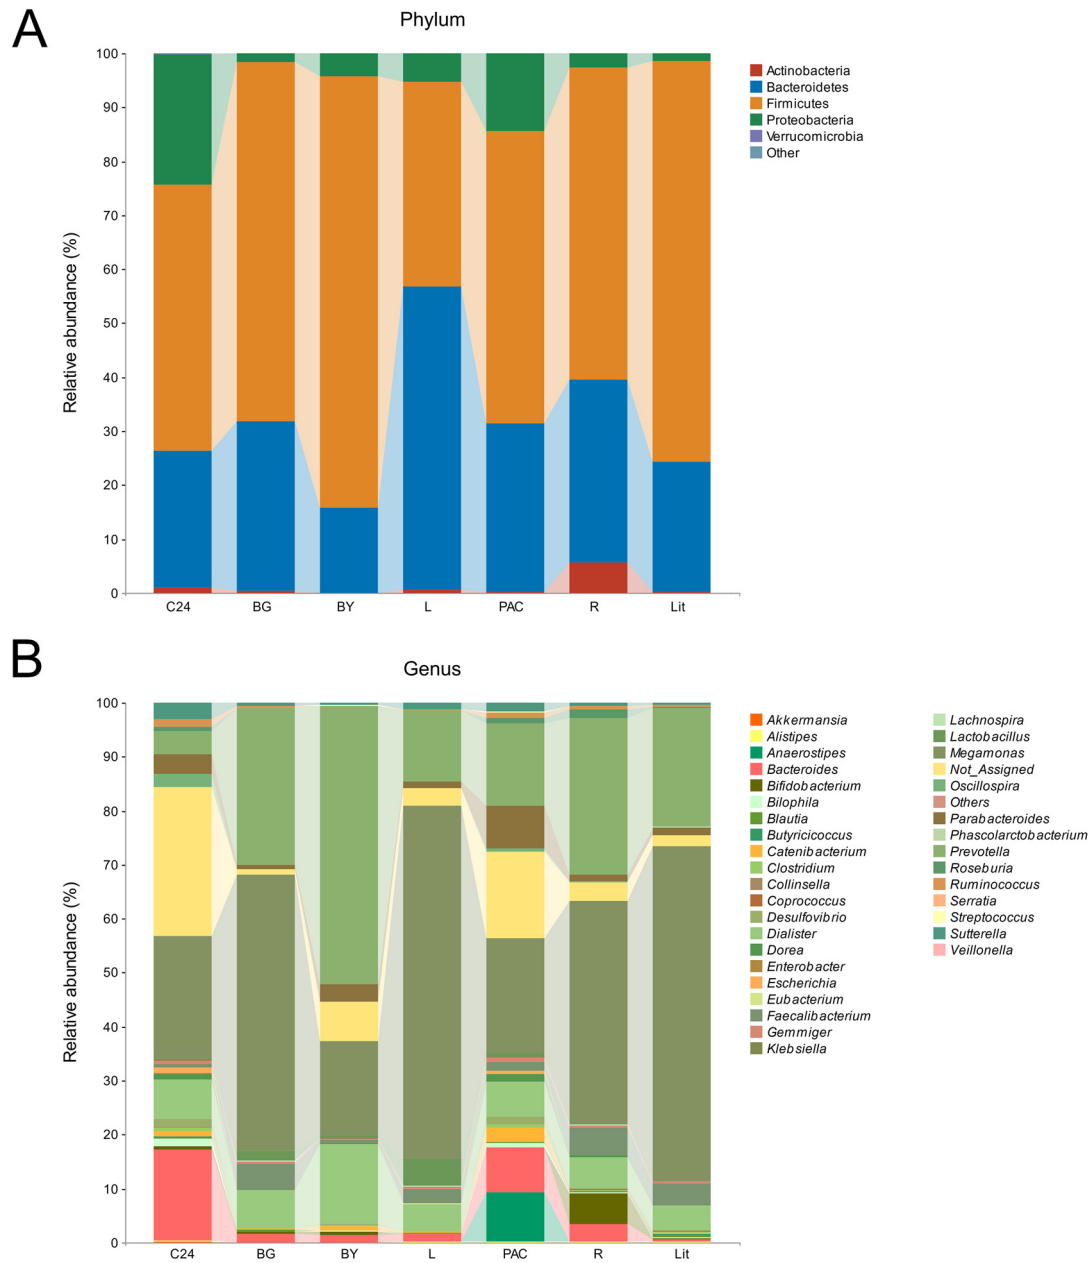 A
Phylum
Relative abundance (%)
100
90
80
70
60
50
40
30
20
10
0
C24 BG BY L PAC R Lit
Actinobacteria
Bacteroidetes
Firmicutes
Proteobacteria
Verrucomicrobia
Other
B
Genus
Relative abundance (%)
100
90
80
70
60
50
40
30
20
10
0
C24 BG BY L PAC R Lit
Akkermansia
Alistipes
Anaerostipes
Bacteroides
Bifidobacterium
Bilophila
Blautia
Butyricicoccus
Catenibacterium
Clostridium
Collinsella
Coprococcus
Desulfovibrio
Dialister
Dorea
Enterobacter
Escherichia
Eubacterium
Faecalibacterium
Gemmiger
Klebsiella
Lachnospira
Lactobacillus
Megamonas
Not_Assigned
Oscillospira
Others
Parabacteroides
Phascolarctobacterium
Prevotella
Roseburia
Ruminococcus
Serratia
Streptococcus
Sutterella
Veillonella